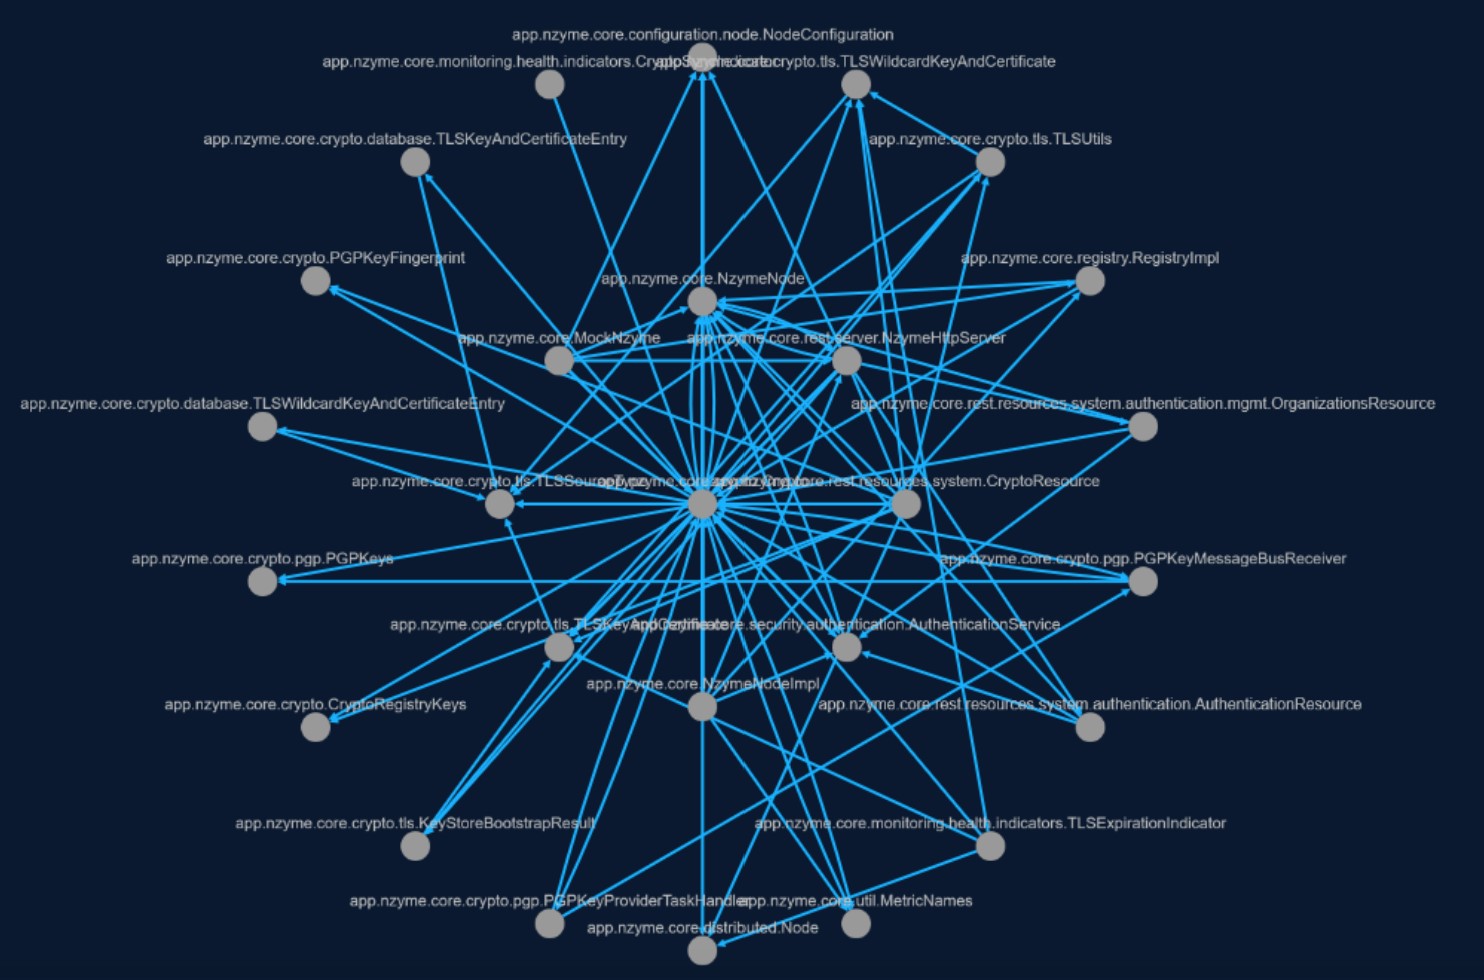 app.nzyme.core.configuration.node.NodeConfiguration
app.nzyme.core.monitoring.health.indicators.Crypto
crypto.tls.TLSWildcardKeyAndCertificate
app.nzyme.core.crypto.database.TLSKeyAndCertificateEntry
app.nzyme.core.crypto.tls.TLSUtils
app.nzyme.core.crypto.PGPKeyFingerprint
app.nzyme.core.registry.RegistryImpl
app.nzyme.core.NzymeNode
app.nzyme.core.MockNzyme
app.nzyme.core.rest.server.NzymeHttpServer
app.nzyme.core.crypto.database.TLSWildcardKeyAndCertificateEntry
app.nzyme.core.rest.resources.system.authentication.mgmt.OrganizationsResource
app.nzyme.core.crypto.tls.TLSSourceType
core.rest.resources.system.CryptoResource
app.nzyme.core.crypto.pgp.PGPKeys
app.nzyme.core.crypto.pgp.PGPKeyMessageBusReceiver
app.nzyme.core.crypto.tls.TLSKeyAndCertificate
core.security.authentication.AuthenticationService
app.nzyme.core.NzymeNodeImpl
app.nzyme.core.crypto.CryptoRegistryKeys
app.nzyme.core.rest.resources.system.authentication.AuthenticationResource
app.nzyme.core.crypto.tls.KeyStoreBootstrapResult
app.nzyme.core.monitoring.health.indicators.TLSExpirationIndicator
app.nzyme.core.crypto.pgp.PGPKeyProviderTaskHandler
app.nzyme.core.util.MetricNames
app.nzyme.core.distributed.Node